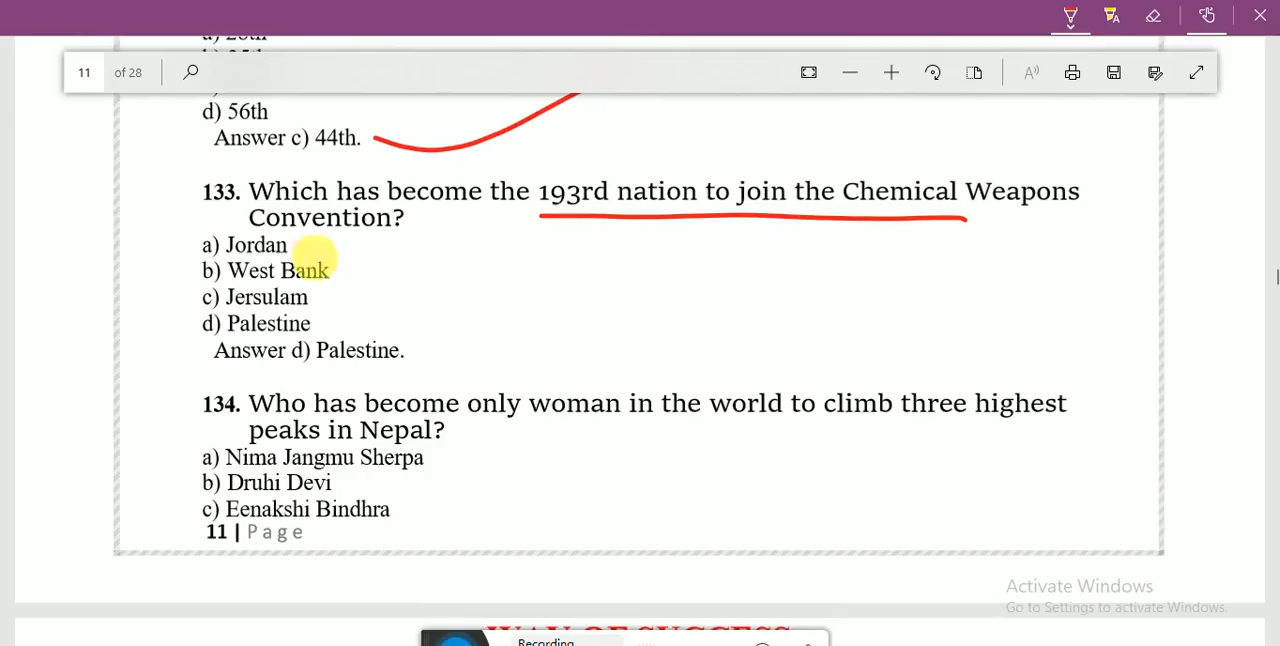 11 of 28
d) 56th
Answer c) 44th.
133. Which has become the 193rd nation to join the Chemical Weapons
Convention?
a) Jordan
b) West Bank
c) Jersulam
d) Palestine
Answer d) Palestine.
134. Who has become only woman in the world to climb three highest
peaks in Nepal?
a) Nima Jangmu Sherpa
b) Druhi Devi
c) Eenakshi Bindhra
11 | Page
Activate Windows
Go to Settings to activate Windows.
WAY OF SUCCESS
Recording